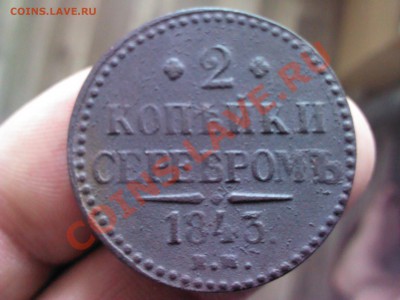 COINS.LAVE.RU
2
КОПѢЙКИ
СЕРЕБРОМЪ
1843.
COINS.LAVE.RU